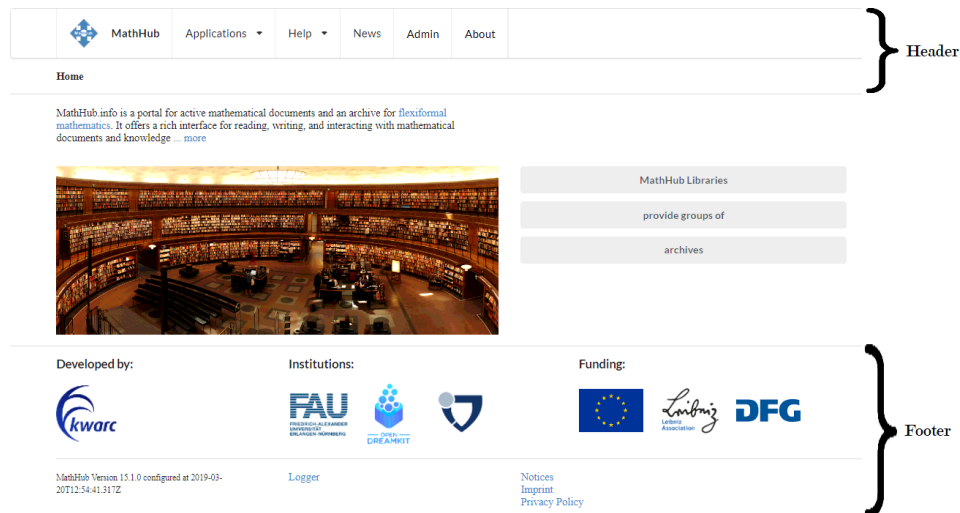 MathHub Applications Help News Admin About
Header
Home
MathHub.info is a portal for active mathematical documents and an archive for flexiformal
mathematics. It offers a rich interface for reading, writing, and interacting with mathematical
documents and knowledge ... more
MathHub Libraries
provide groups of
archives
Developed by:
Institutions:
Funding:
kwarc
FAU
FRIEDRICH-ALEXANDER
UNIVERSITÄT
ERLANGEN-NÜRNBERG
OPEN
DREAMKIT
Leibniz
Leibniz
Association
DFG
Footer
MathHub Version 15.1.0 configured at 2019-03-
20T12:54:41.317Z
Logger
Notices
Imprint
Privacy Policy